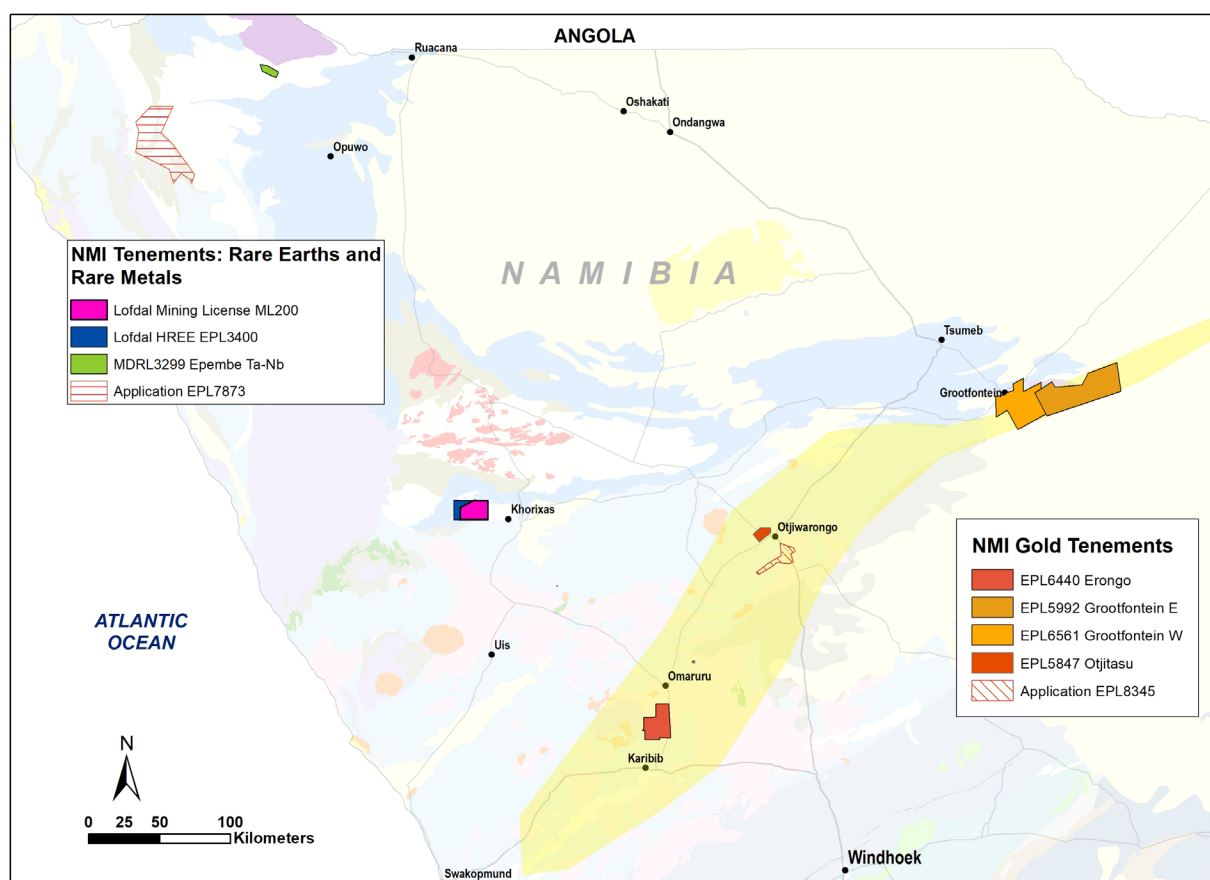 ANGOLA
Ruacana
Oshakati
Ondangwa
Opuwo
NMI Tenements: Rare Earths and
Rare Metals
Lofdal Mining License ML200
Lofdal HREE EPL3400
MDRL3299 Epembe Ta-Nb
Application EPL7873
NAMIBIA
Tsumeb
Grootfontein
Khorixas
Otjiwarongo
NMI Gold Tenements
EPL6440 Erongo
EPL5992 Grootfontein E
EPL6561 Grootfontein W
EPL5847 Otjitasu
Application EPL8345
ATLANTIC
OCEAN
Uis
Omaruru
Karibib
N
0 25 50 100
Kilometers
Windhoek
Swakopmund